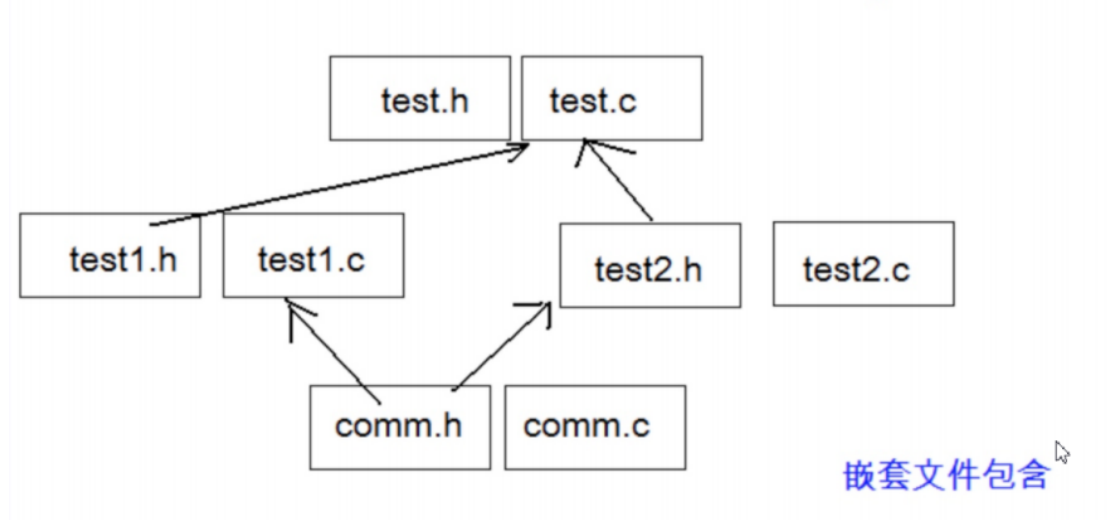 test.h test.c
test1.h test1.c test2.h test2.c
comm.h comm.c
嵌套文件包含